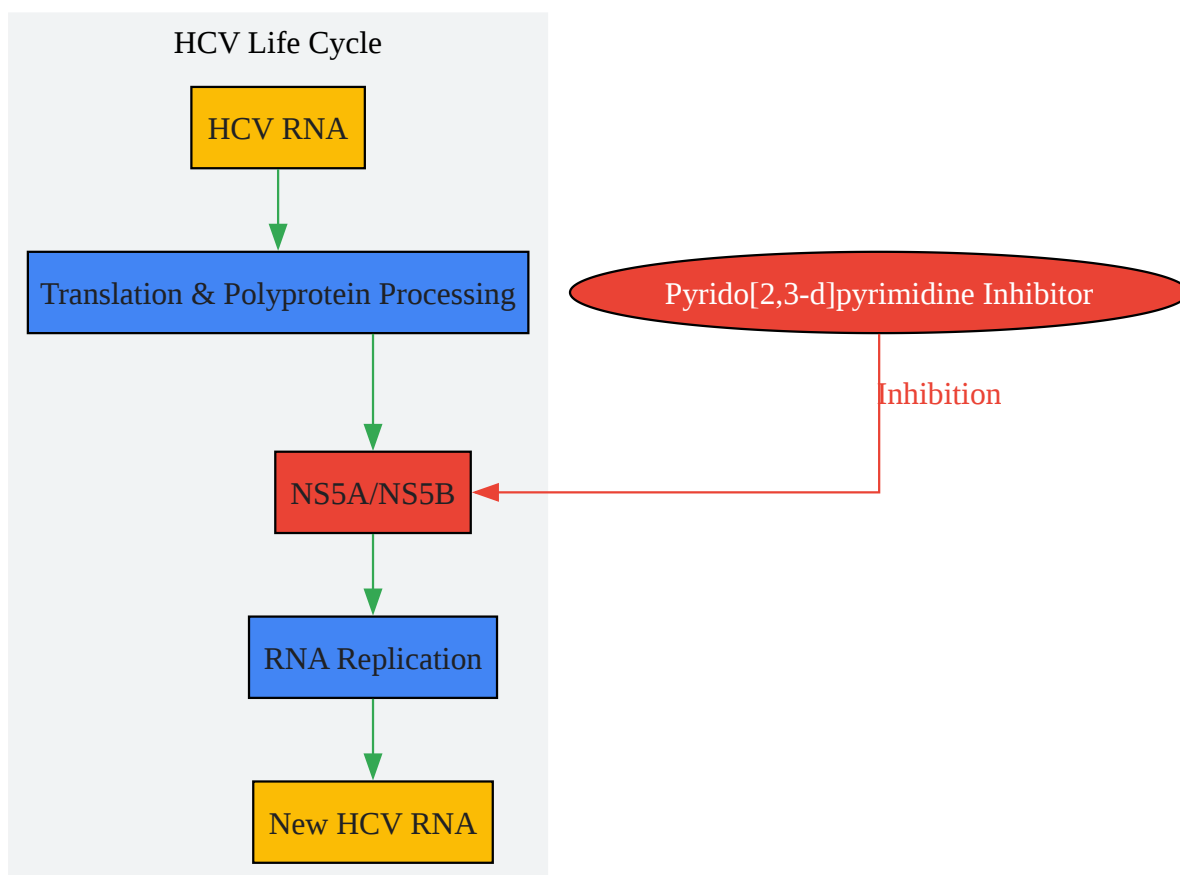 HCV Life Cycle
HCV RNA
Translation & Polyprotein Processing
Pyrido[2,3-d]pyrimidine Inhibitor
Inhibition
NS5A/NS5B
RNA Replication
New HCV RNA